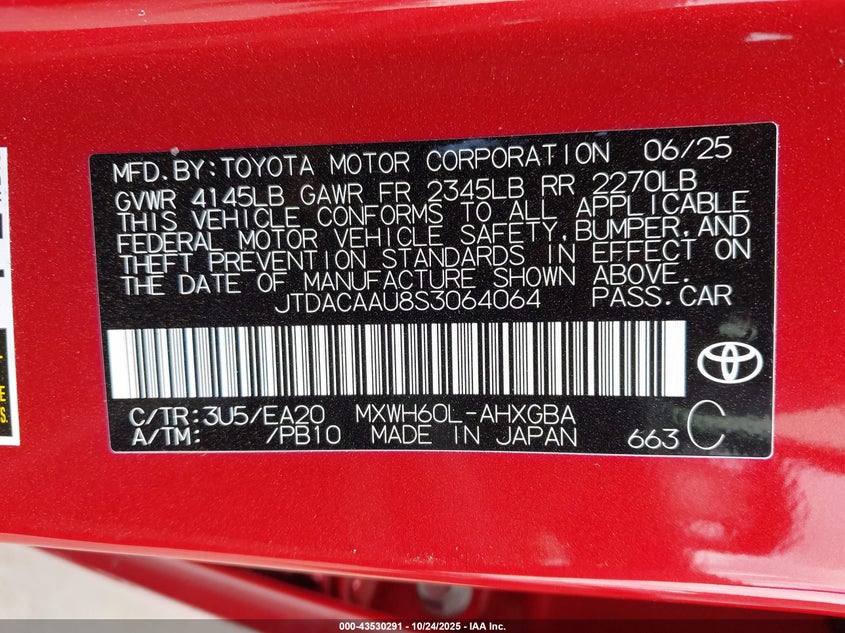 MFD. BY:TOYOTA MOTOR CORPORATION 06/25
GVWR 4145LB GAWR FR 2345LB RR 2270LB
THIS VEHICLE CONFORMS TO ALL APPLICABLE
FEDERAL MOTOR VEHICLE SAFETY,BUMPER,AND
THEFT PREVENTION STANDARDS IN EFFECT ON
THE DATE OF MANUFACTURE SHOWN ABOVE.
JTDACAAU8S3064064 PASS.CAR
C/TR:3U5/EA20 MXWH60L-AHXGBA
A/TM: /PB10 MADE IN JAPAN 663 C
000-43530291 - 10/24/2025 - IAA Inc.